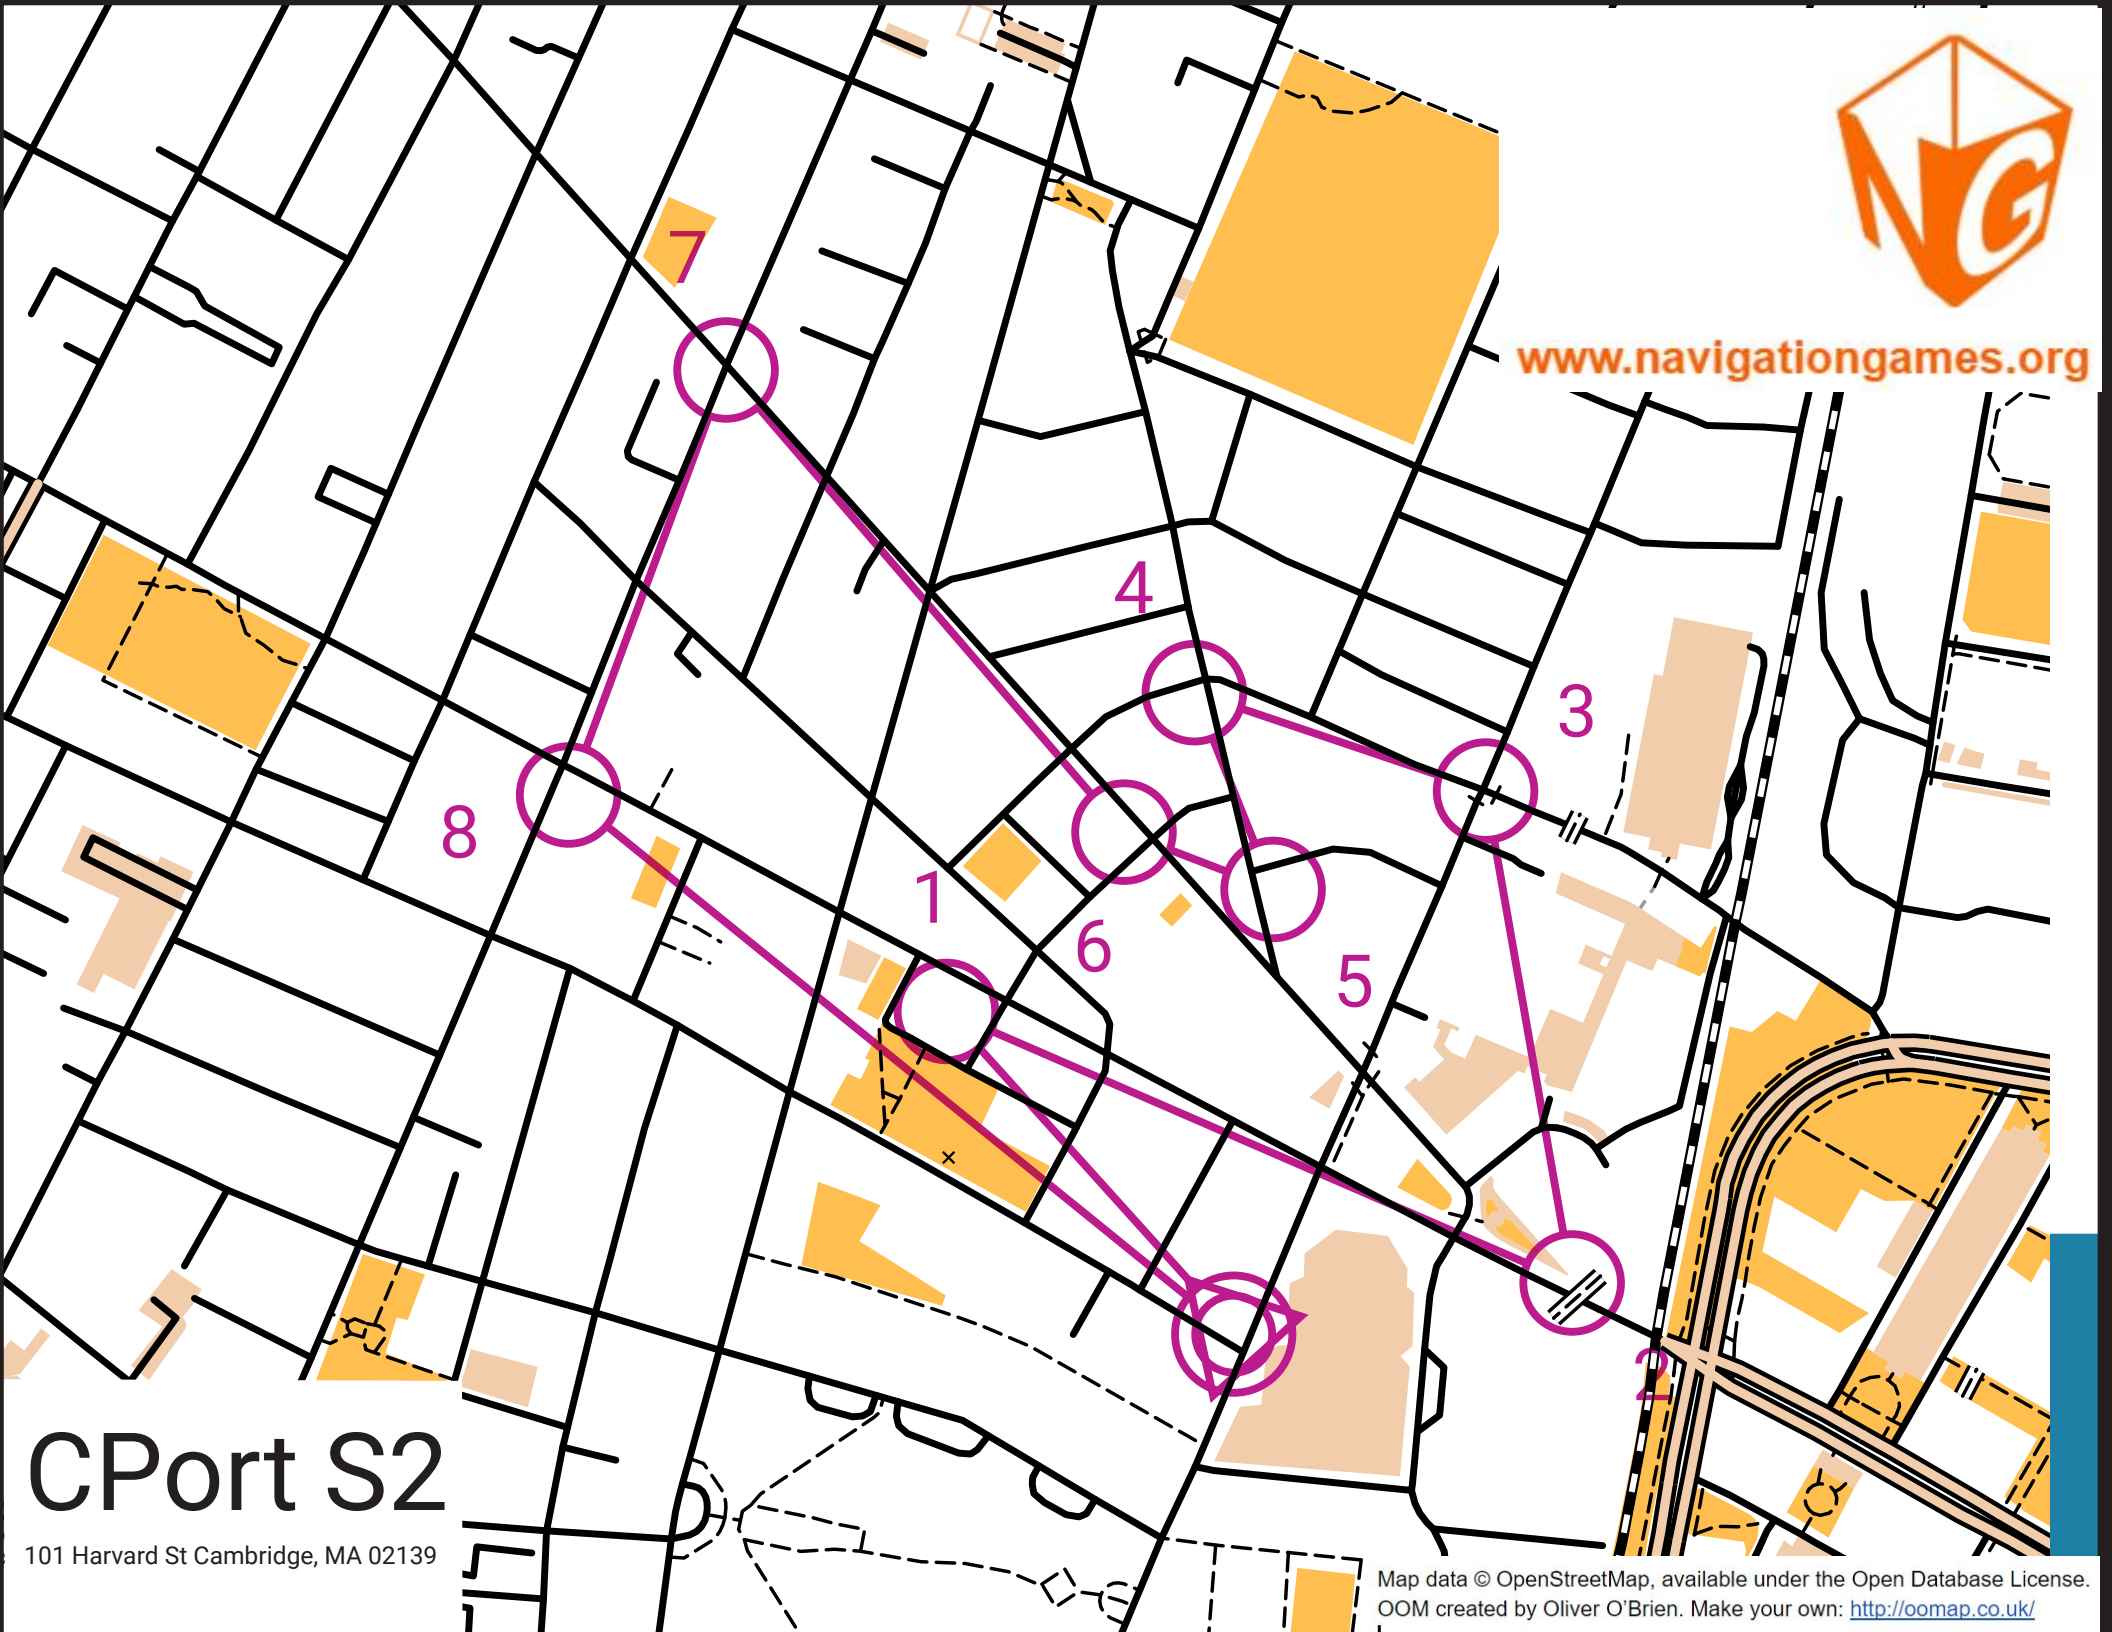 NG
www.navigationgames.org
7
4
3
8
1
6
5
2
CPort S2
101 Harvard St Cambridge, MA 02139
Map data © OpenStreetMap, available under the Open Database License.
OOM created by Oliver O'Brien. Make your own: http://oomap.co.uk/